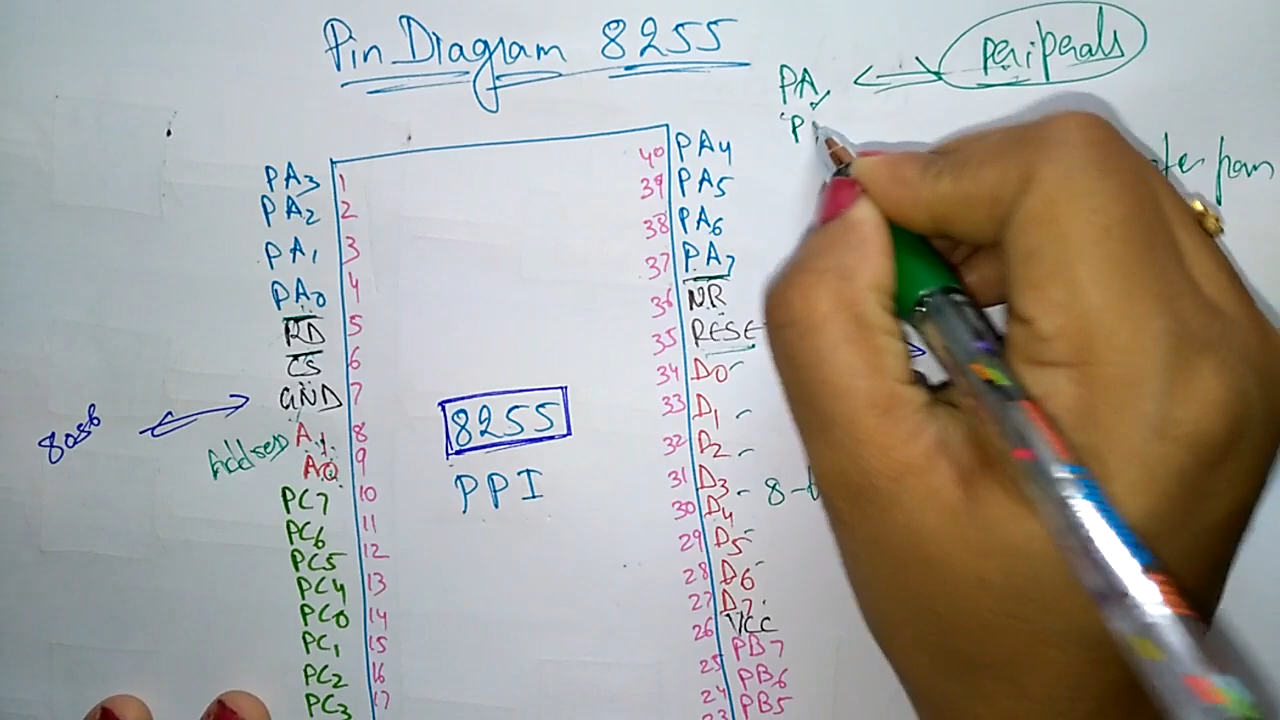 Pin Diagram 8255
peripherals
PA
P
PA3 1
PA2 2
PA1 3
PA0 4
RD 5
CS 6
GND 7
A1 8
A0 9
PC7 10
PC6 11
PC5 12
PC4 13
PC0 14
PC1 15
PC2 16
PC3 17
8086
Address
8255
PPI
40 PA4
39 PA5
38 PA6
37 PA7
36 WR
35 RESE
34 D0
33 D1
32 D2
31 D3
30 D4
29 D5
28 D6
27 D7
26 VCC
25 PB7
24 PB6
23 PB5
8-